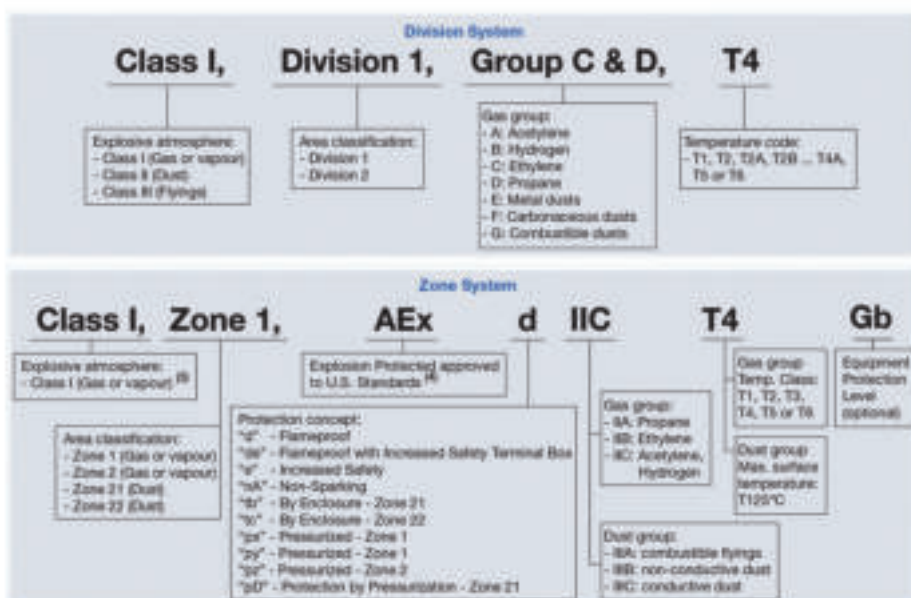 Division System
Class I, Division 1, Group C & D, T4
Explosive atmosphere:
- Class I (Gas or vapour)
- Class II (Dust)
- Class III (Flyings)
Area classification:
- Division 1
- Division 2
Gas group:
- A: Acetylene
- B: Hydrogen
- C: Ethylene
- D: Propane
- E: Metal dusts
- F: Carbonaceous dusts
- G: Combustible dusts
Temperature code:
- T1, T2, T2A, T2B ... T4A,
T5 or T6.
Zone System
Class I, Zone 1, AEx d IIC T4 Gb
Explosive atmosphere:
- Class I (Gas or vapour)
Area classification:
- Zone 1 (Gas or vapour)
- Zone 2 (Gas or vapour)
- Zone 21 (Dust)
- Zone 22 (Dust)
Explosion Protected approved
to U.S. Standards
Protection concept:
"d" - Flameproof
"de" - Flameproof with Increased Safety Terminal Box
"e" - Increased Safety
"nA" - Non-Sparking
"tb" - By Enclosure - Zone 21
"tc" - By Enclosure - Zone 22
"px" - Pressurized - Zone 1
"py" - Pressurized - Zone 1
"pz" - Pressurized - Zone 2
"pD" - Protection by Pressurization - Zone 21
Gas group:
- IIA: Propane
- IIB: Ethylene
- IIC: Acetylene,
Hydrogen
Dust group:
- IIIA: combustible flyings
- IIIB: non-conductive dust
- IIIC: conductive dust
Gas group
Temp. Class:
T1, T2, T3,
T4, T5 or T6.
Dust group
Max. surface
temperature:
T125°C
Equipment
Protection
Level
(optional)